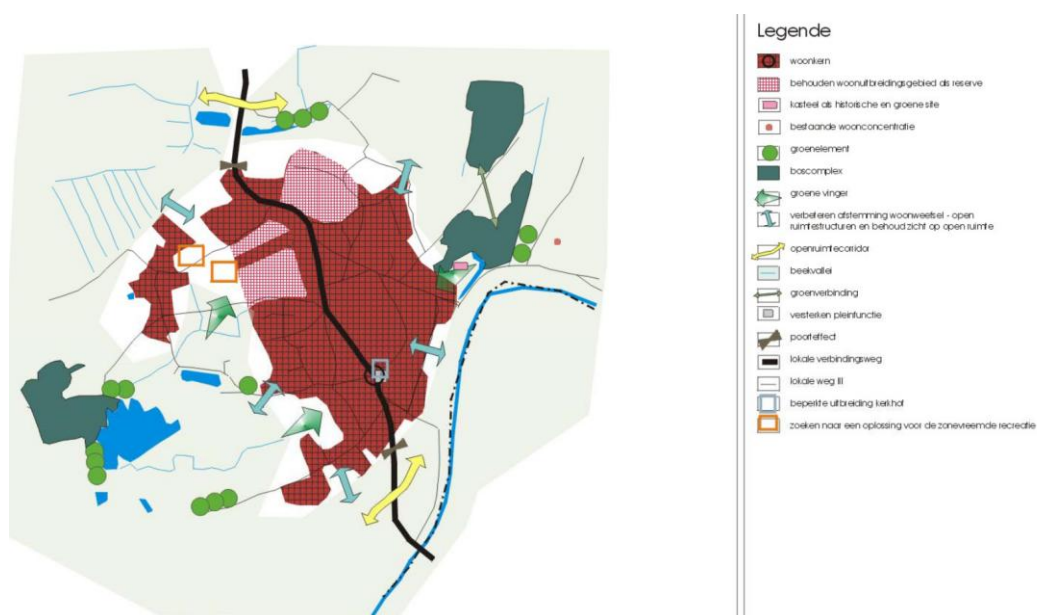 Legende
woonkern
behouden woonuitbreidingsgebied als reserve
kasteel als historische en groene site
bestaande woonconcentratie
groenelement
boscomplex
groene vinger
verbeteren afstemming woonweefsel - open
ruimtestructuren en behoud zicht op open ruimte
openruimtecorridor
beekvallei
groenverbinding
versterken pleinfunctie
poorteffect
lokale verbindingsweg
lokale weg III
beperkte uitbreiding kerkhof
zoeken naar een oplossing voor de zonevreemde recreatie